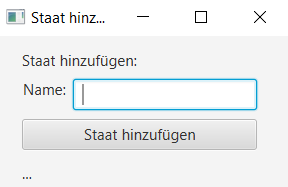 Staat hinz...
Staat hinzufügen:
Name:
Staat hinzufügen
...